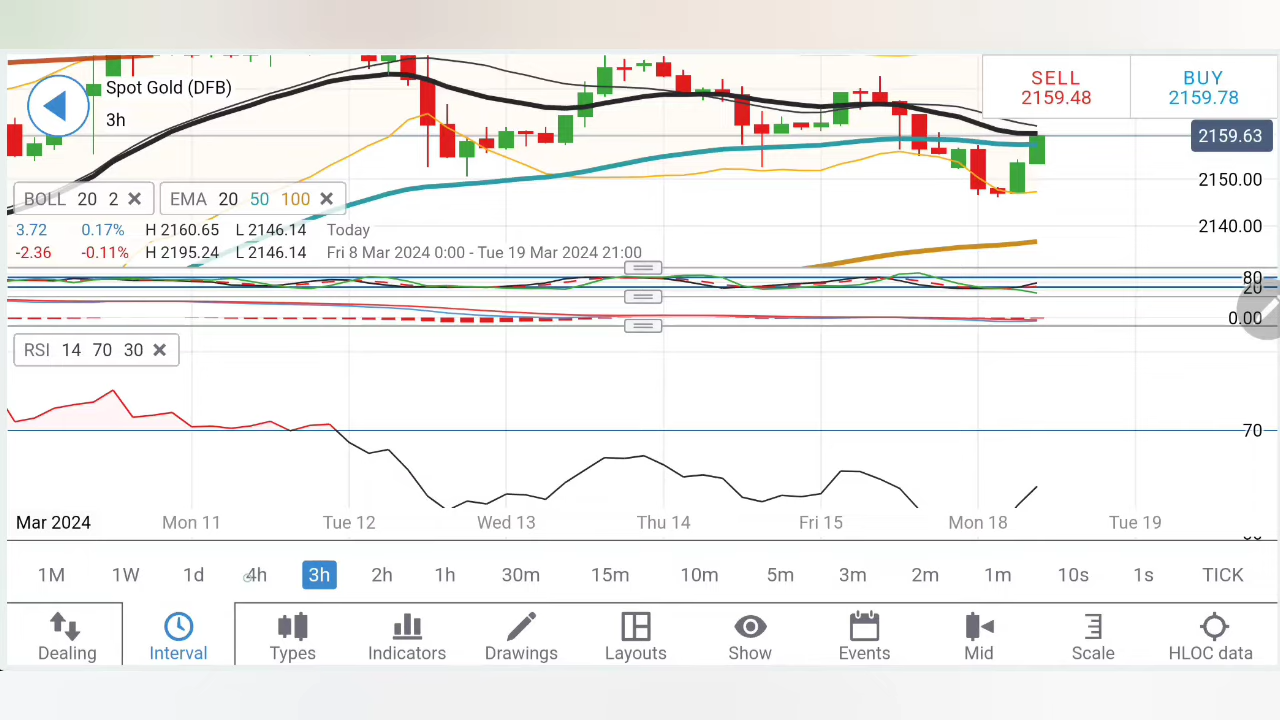 Spot Gold (DFB)
3h
SELL
2159.48
BUY
2159.78
2159.63
2150.00
2140.00
BOLL 20 2
EMA 20 50 100
3.72 0.17% H 2160.65 L 2146.14 Today
-2.36 -0.11% H 2195.24 L 2146.14 Fri 8 Mar 2024 0:00 - Tue 19 Mar 2024 21:00
80
20
0.00
RSI 14 70 30
70
Mar 2024 Mon 11 Tue 12 Wed 13 Thu 14 Fri 15 Mon 18 Tue 19
1M 1W 1d 4h 3h 2h 1h 30m 15m 10m 5m 3m 2m 1m 10s 1s TICK
Dealing Interval Types Indicators Drawings Layouts Show Events Mid Scale HLOC data